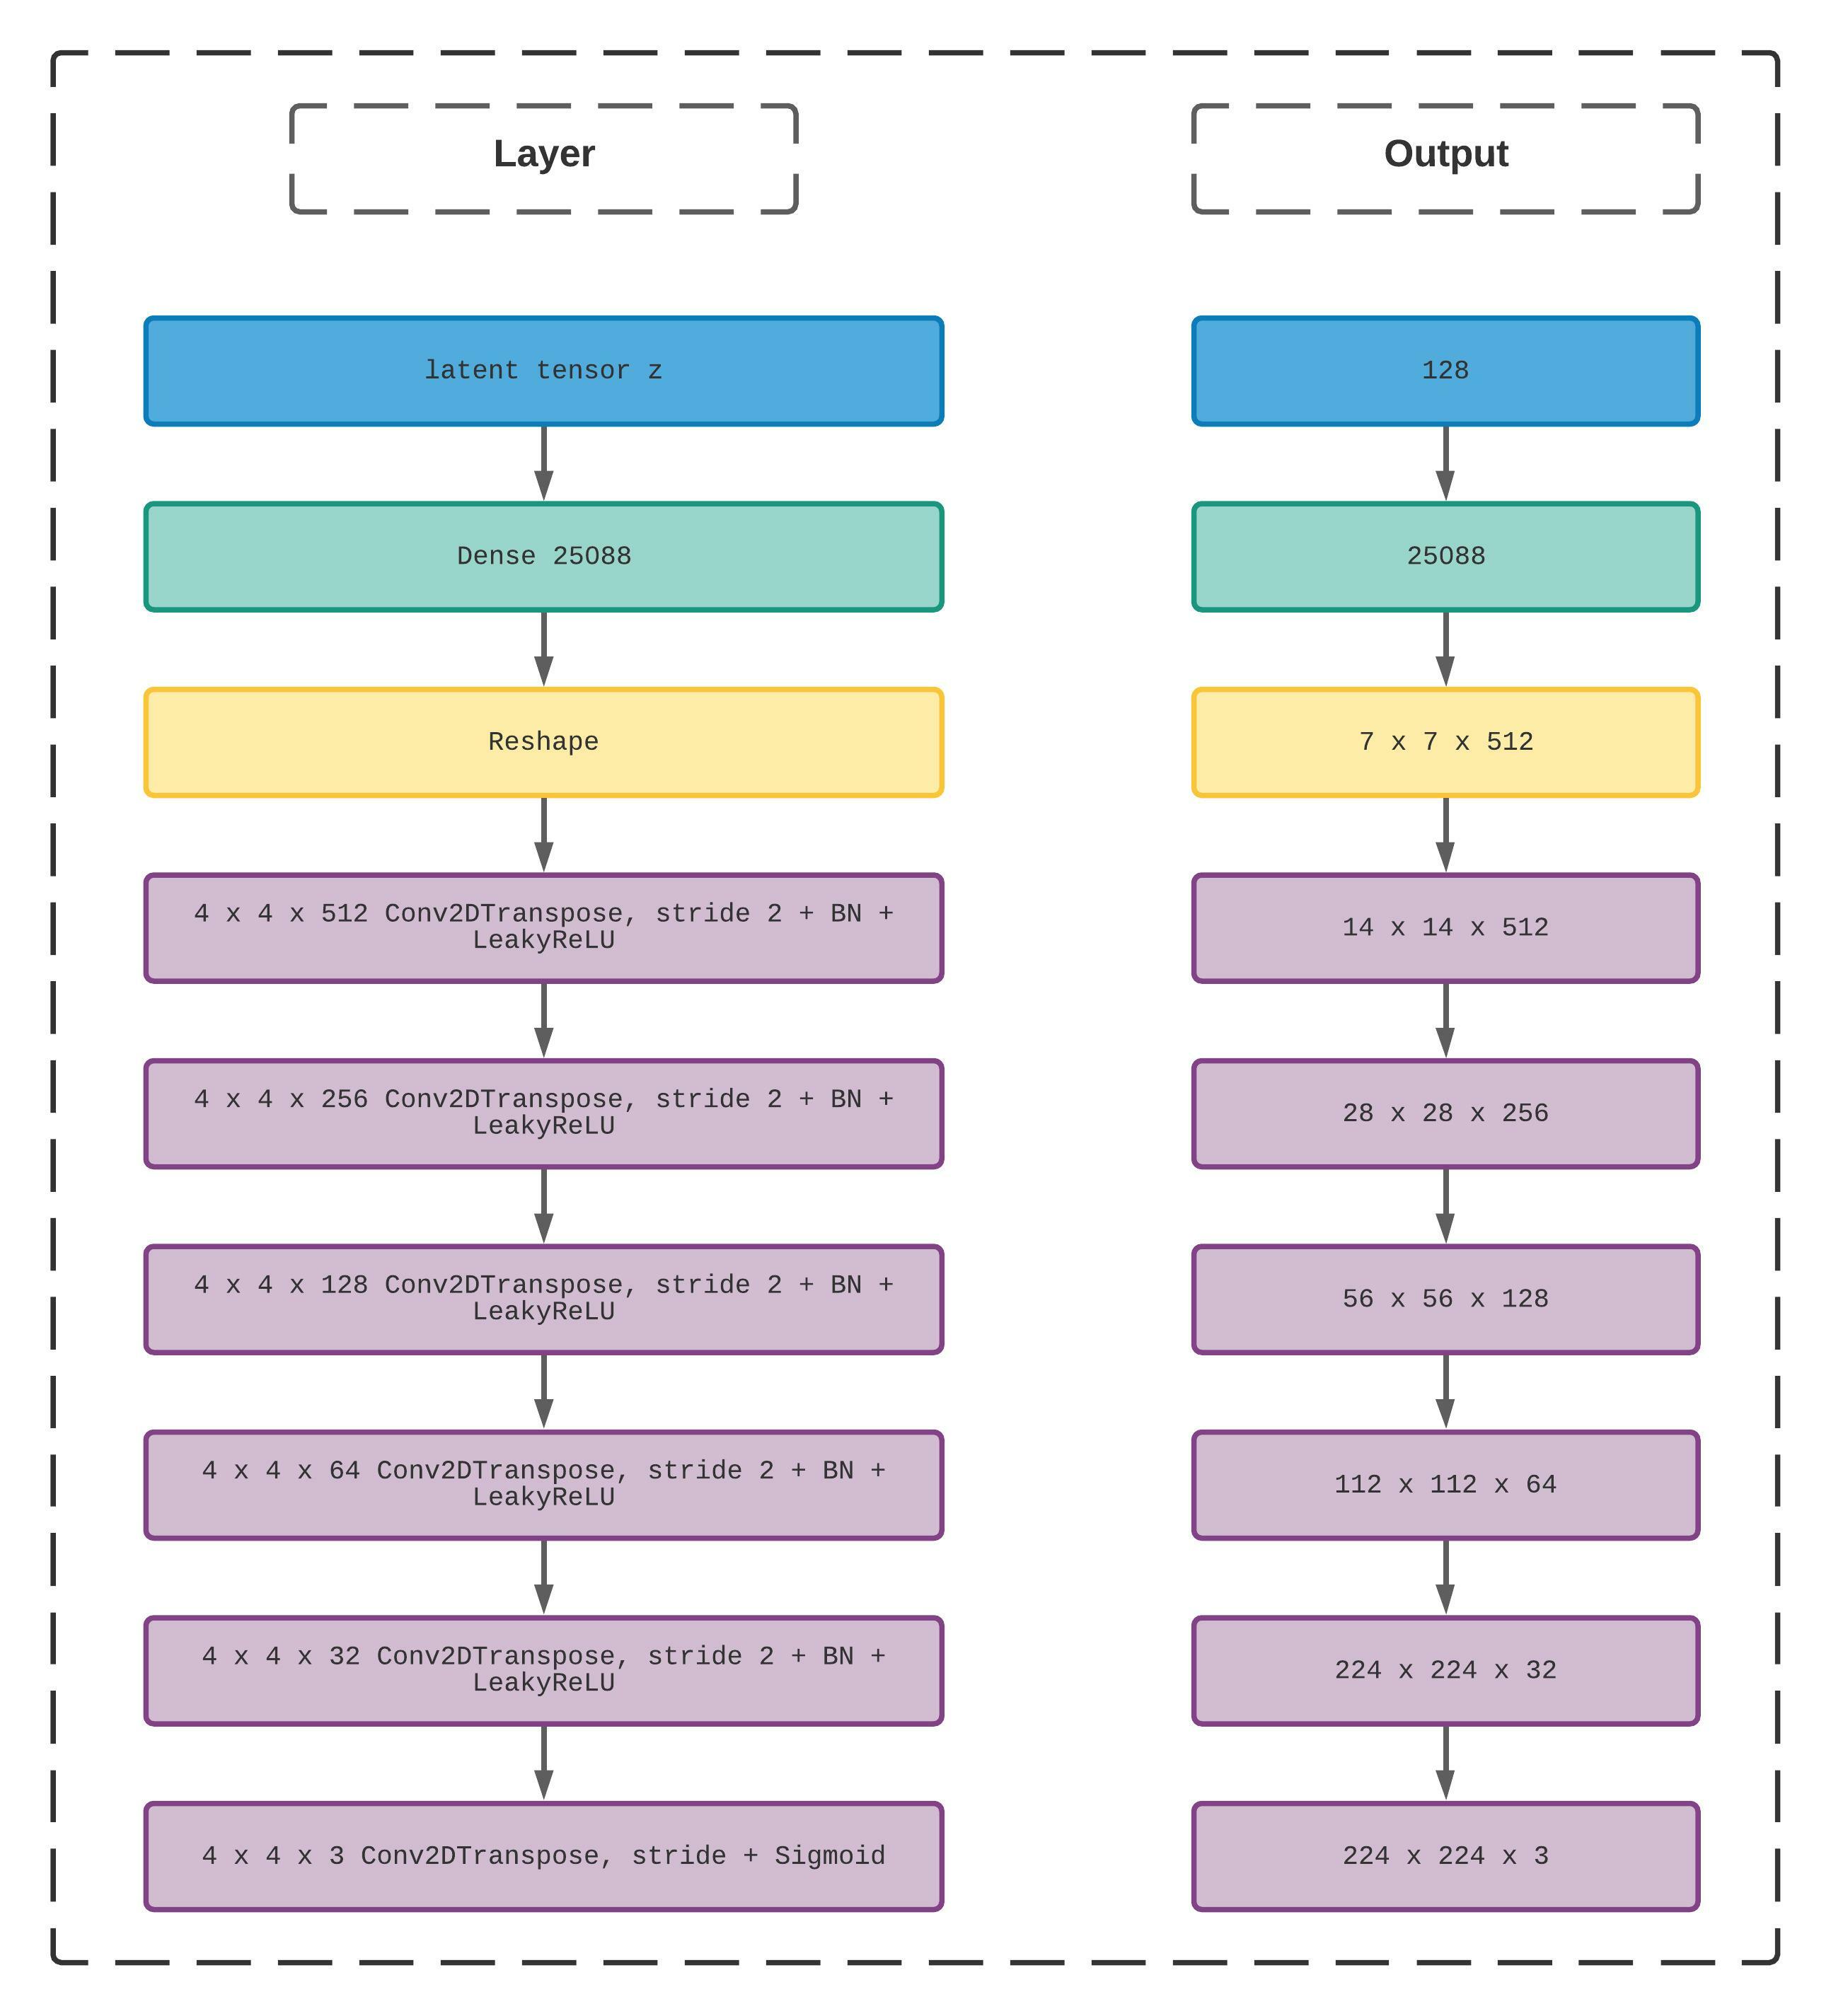 Layer
Output
latent tensor z
128
Dense 25088
25088
Reshape
7 x 7 x 512
4 x 4 x 512 Conv2DTranspose, stride 2 + BN +
LeakyReLU
14 x 14 x 512
4 x 4 x 256 Conv2DTranspose, stride 2 + BN +
LeakyReLU
28 x 28 x 256
4 x 4 x 128 Conv2DTranspose, stride 2 + BN +
LeakyReLU
56 x 56 x 128
4 x 4 x 64 Conv2DTranspose, stride 2 + BN +
LeakyReLU
112 x 112 x 64
4 x 4 x 32 Conv2DTranspose, stride 2 + BN +
LeakyReLU
224 x 224 x 32
4 x 4 x 3 Conv2DTranspose, stride + Sigmoid
224 x 224 x 3